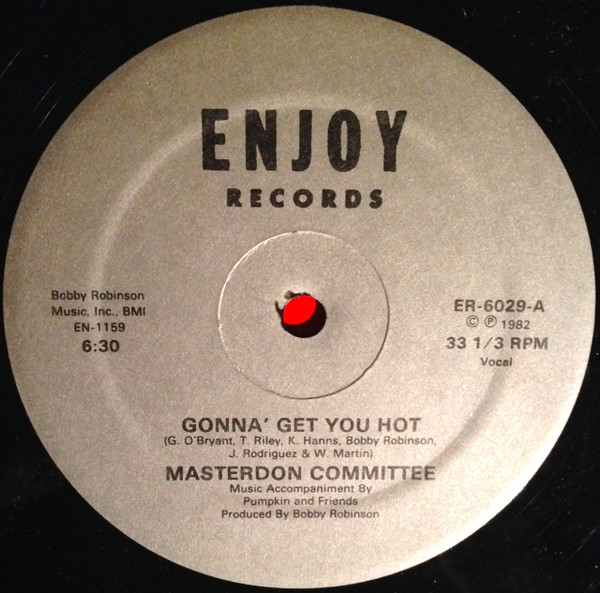 ENJOY
RECORDS
Bobby Robinson
Music, Inc., BMI
EN-1159
6:30
ER-6029-A
© ℗ 1982
33 1/3 RPM
Vocal
GONNA' GET YOU HOT
(G. O'Bryant, T. Riley, K. Hanns, Bobby Robinson,
J. Rodriguez & W. Martin)
MASTERDON COMMITTEE
Music Accompaniment By
Pumpkin and Friends
Produced By Bobby Robinson